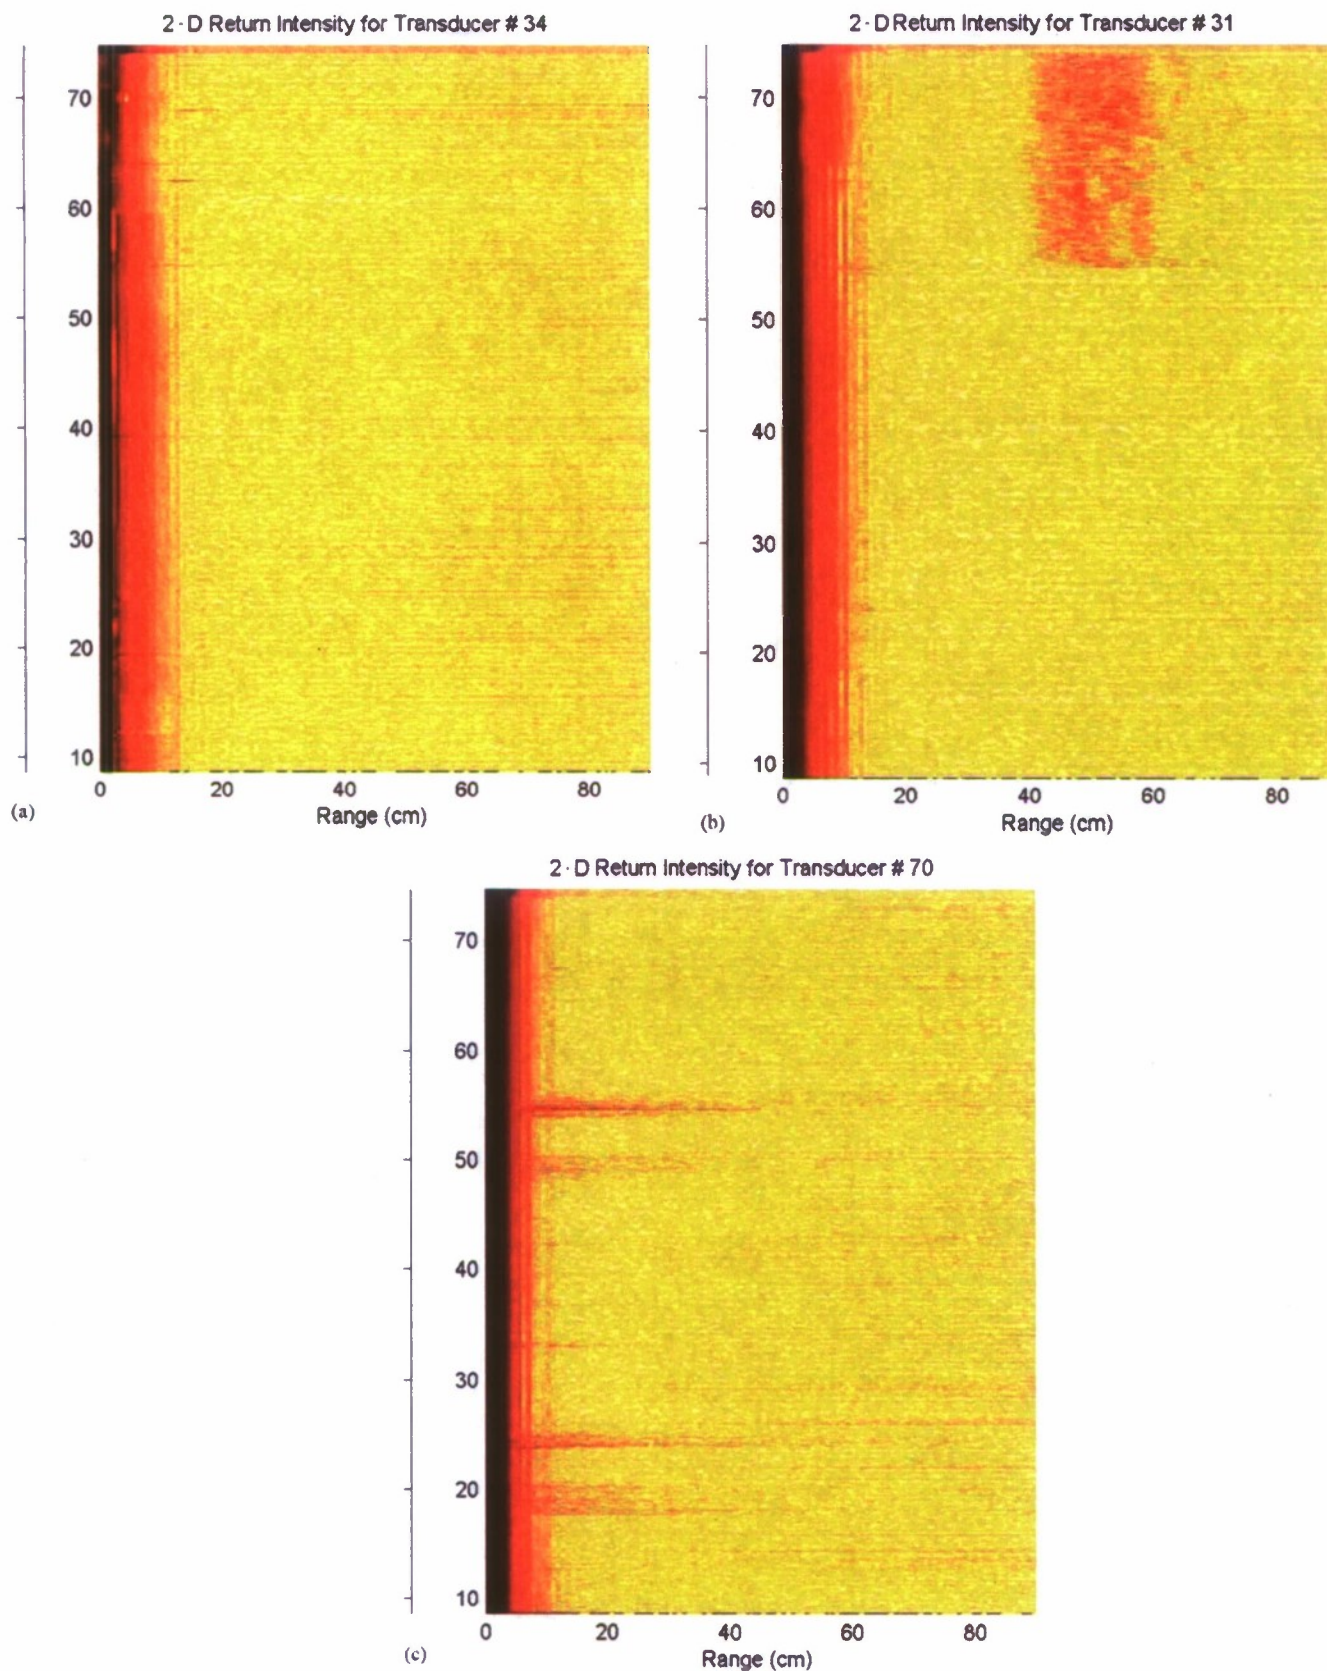 2-D Return Intensity for Transducer # 34
70
60
50
40
30
20
10
0 20 40 60 80
Range (cm)
(a)
2-D Return Intensity for Transducer # 31
70
60
50
40
30
20
10
0 20 40 60 80
Range (cm)
(b)
2-D Return Intensity for Transducer # 70
70
60
50
40
30
20
10
0 20 40 60 80
Range (cm)
(c)